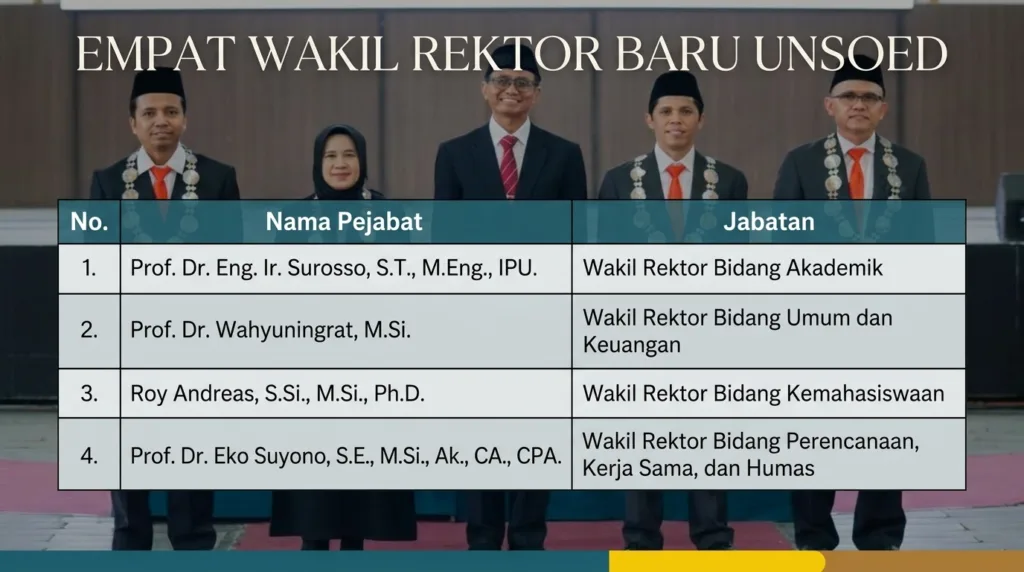 EMPAT WAKIL REKTOR BARU UNSOED
No. Nama Pejabat Jabatan
1. Prof. Dr. Eng. Ir. Surosso, S.T., M.Eng., IPU. Wakil Rektor Bidang Akademik
2. Prof. Dr. Wahyuningrat, M.Si. Wakil Rektor Bidang Umum dan
Keuangan
3. Roy Andreas, S.Si., M.Si., Ph.D. Wakil Rektor Bidang Kemahasiswaan
4. Prof. Dr. Eko Suyono, S.E., M.Si., Ak., CA., CPA. Wakil Rektor Bidang Perencanaan,
Kerja Sama, dan Humas